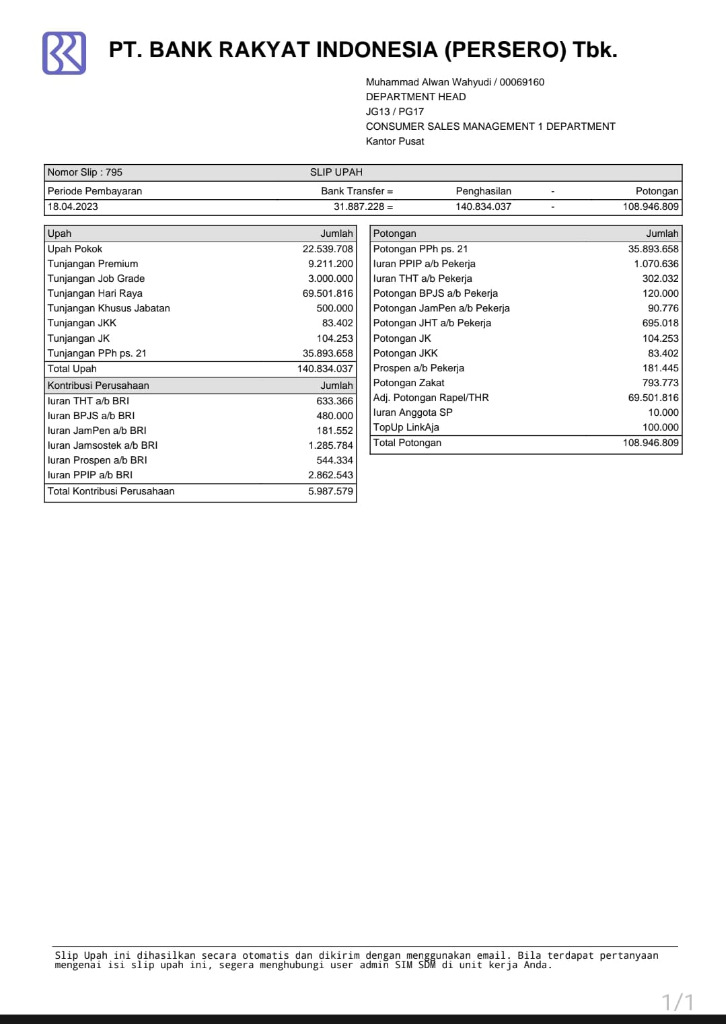 PT. BANK RAKYAT INDONESIA (PERSERO) Tbk.
Muhammad Alwan Wahyudi / 00069160
DEPARTMENT HEAD
JG13 / PG17
CONSUMER SALES MANAGEMENT 1 DEPARTMENT
Kantor Pusat
Nomor Slip : 795 SLIP UPAH
Periode Pembayaran Bank Transfer = Penghasilan - Potongan
18.04.2023 31.887.228 = 140.834.037 - 108.946.809
Upah Jumlah
Upah Pokok 22.539.708
Tunjangan Premium 9.211.200
Tunjangan Job Grade 3.000.000
Tunjangan Hari Raya 69.501.816
Tunjangan Khusus Jabatan 500.000
Tunjangan JKK 83.402
Tunjangan JK 104.253
Tunjangan PPh ps. 21 35.893.658
Total Upah 140.834.037
Kontribusi Perusahaan Jumlah
Iuran THT a/b BRI 633.366
Iuran BPJS a/b BRI 480.000
Iuran JamPen a/b BRI 181.552
Iuran Jamsostek a/b BRI 1.285.784
Iuran Prospen a/b BRI 544.334
Iuran PPIP a/b BRI 2.862.543
Total Kontribusi Perusahaan 5.987.579
Potongan Jumlah
Potongan PPh ps. 21 35.893.658
Iuran PPIP a/b Pekerja 1.070.636
Iuran THT a/b Pekerja 302.032
Potongan BPJS a/b Pekerja 120.000
Potongan JamPen a/b Pekerja 90.776
Potongan JHT a/b Pekerja 695.018
Potongan JK 104.253
Potongan JKK 83.402
Prospen a/b Pekerja 181.445
Potongan Zakat 793.773
Adj. Potongan Rapel/THR 69.501.816
Iuran Anggota SP 10.000
TopUp LinkAja 100.000
Total Potongan 108.946.809
Slip Upah ini dihasilkan secara otomatis dan dikirim dengan menggunakan email. Bila terdapat pertanyaan
mengenai isi slip upah ini, segera menghubungi user admin SIM SDM di unit kerja Anda.
1/1